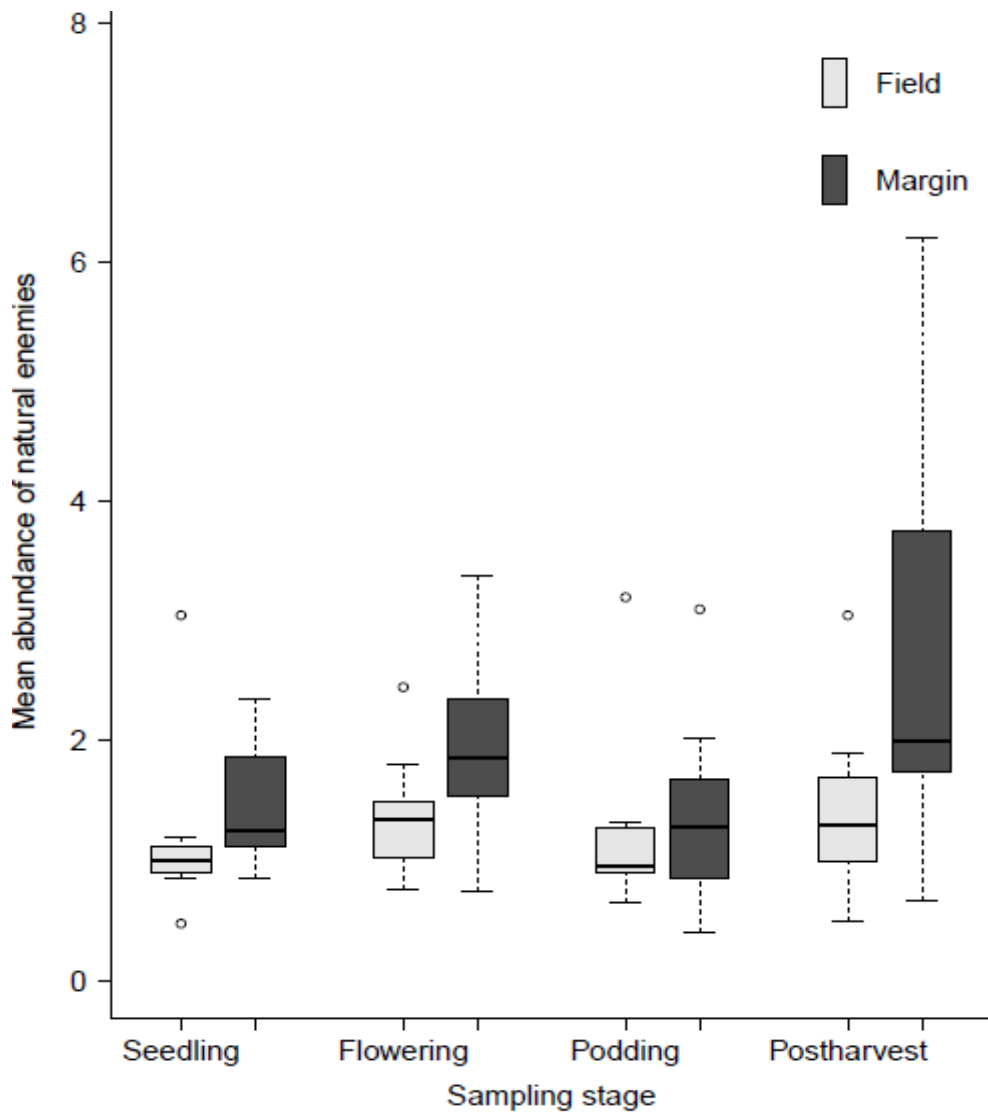 8
Field
Margin
6
Mean abundance of natural enemies
4
2
0
Seedling Flowering Podding Postharvest
Sampling stage